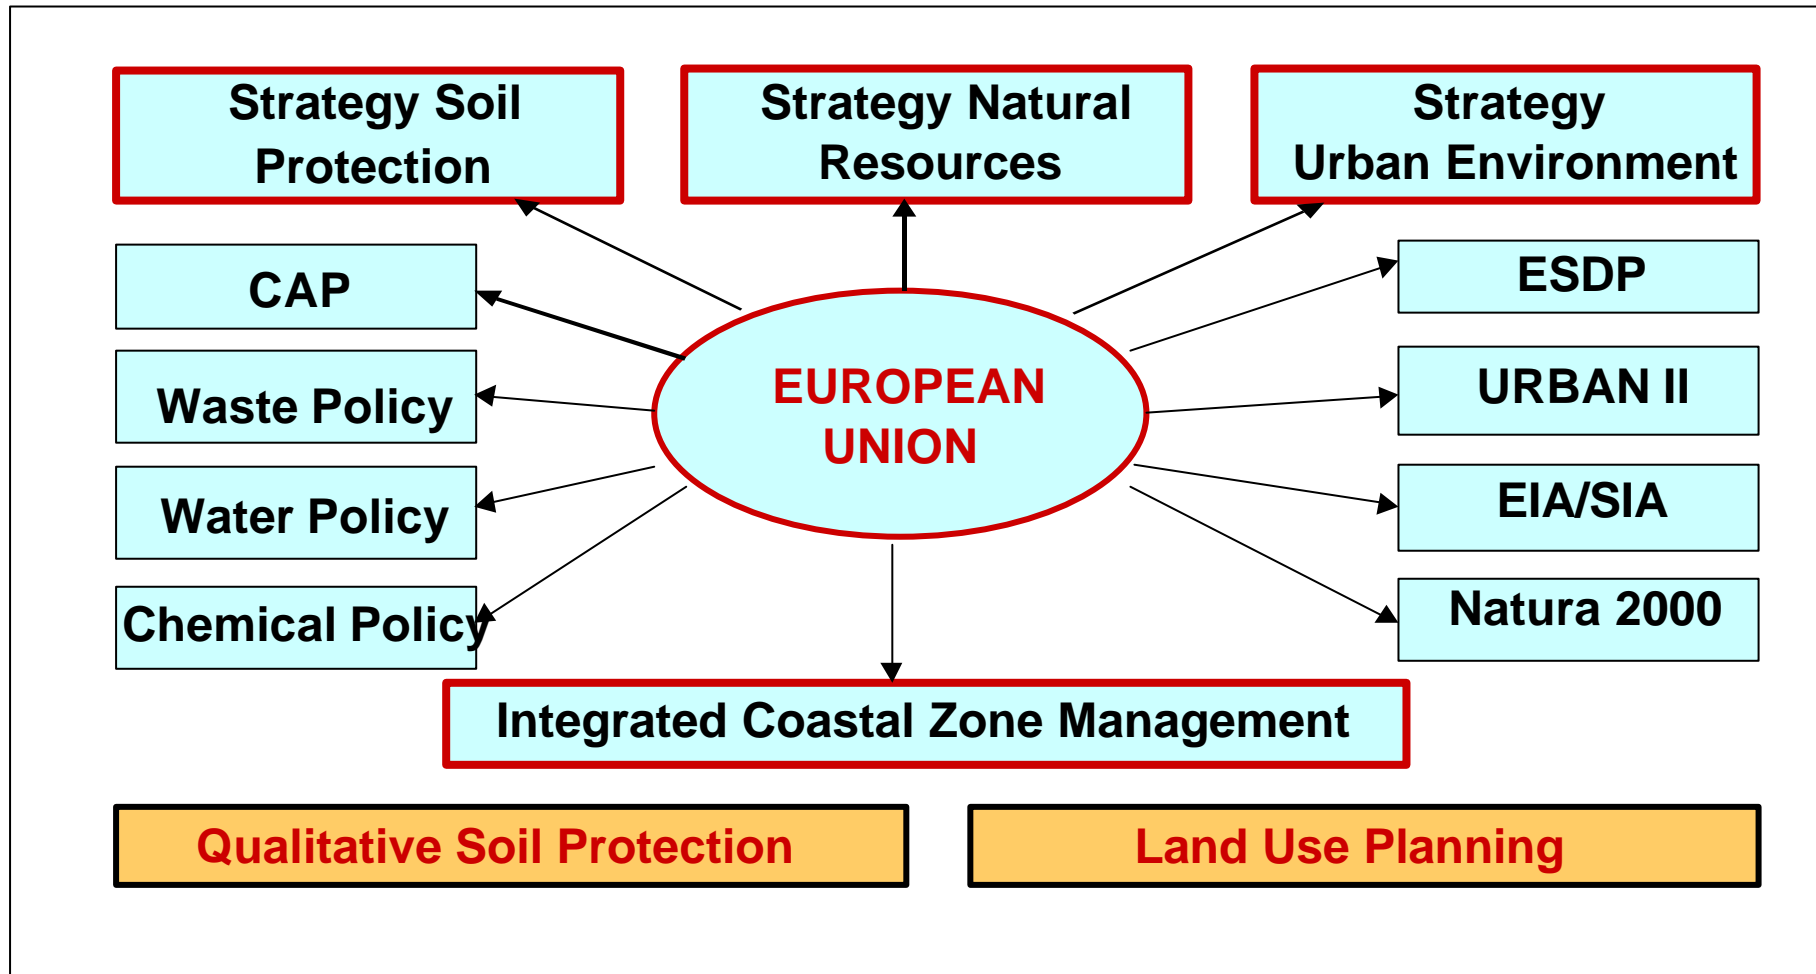 Strategy Soil
Protection
Strategy Natural
Resources
Strategy
Urban Environment
CAP
ESDP
EUROPEAN
UNION
Waste Policy
URBAN II
Water Policy
EIA/SIA
Chemical Policy
Natura 2000
Integrated Coastal Zone Management
Qualitative Soil Protection
Land Use Planning